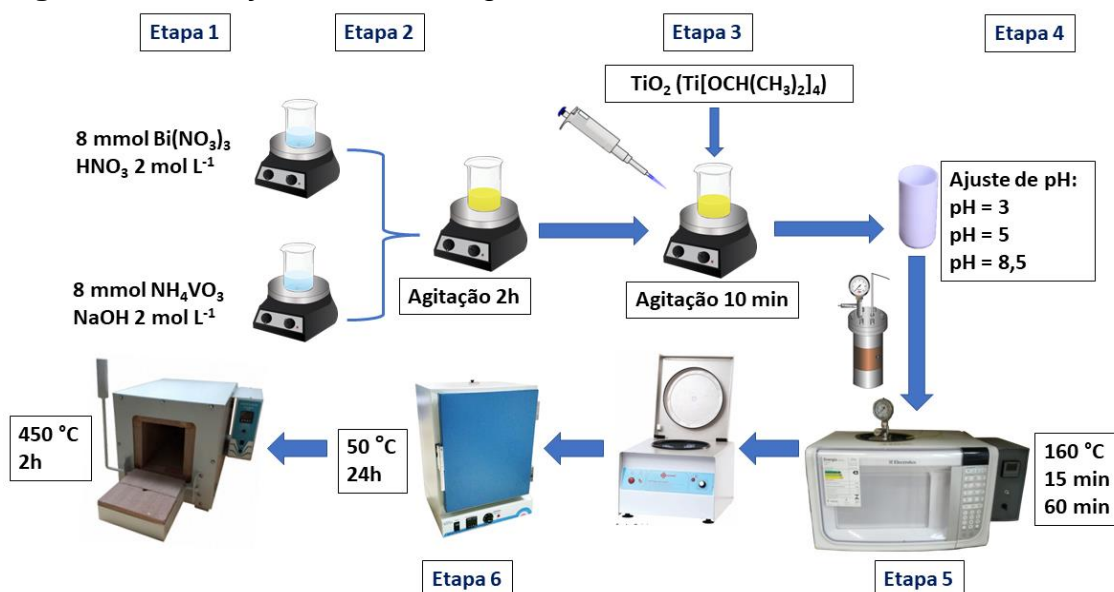 Etapa 1
Etapa 2
Etapa 3
Etapa 4
TiO₂ (Ti[OCH(CH₃)₂]₄)
8 mmol Bi(NO₃)₃
HNO₃ 2 mol L⁻¹
8 mmol NH₄VO₃
NaOH 2 mol L⁻¹
Agitação 2h
Agitação 10 min
Ajuste de pH:
pH = 3
pH = 5
pH = 8,5
450 °C
2h
50 °C
24h
160 °C
15 min
60 min
Electrolux
Etapa 6
Etapa 5